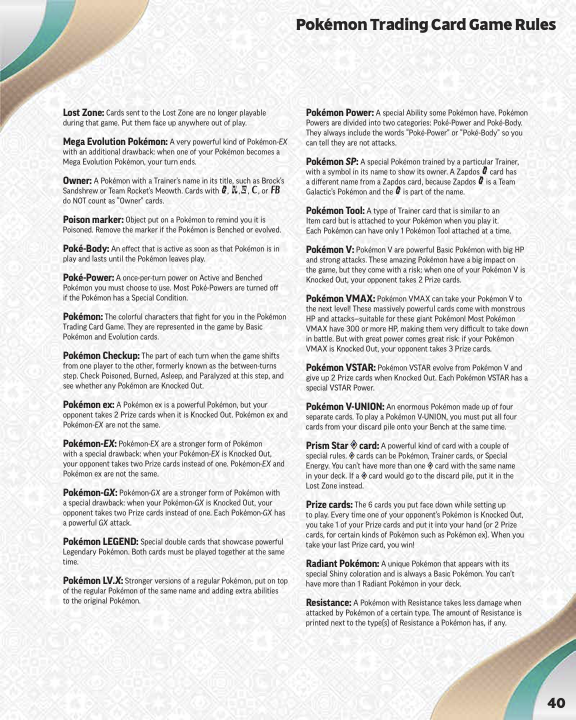 Pokémon Trading Card Game Rules
Lost Zone: Cards sent to the Lost Zone are no longer playable
during that game. Put them face up anywhere out of play.
Mega Evolution Pokémon: A very powerful kind of Pokémon-EX
with an additional drawback: when one of your Pokémon becomes a
Mega Evolution Pokémon, your turn ends.
Owner: A Pokémon with a Trainer's name in its title, such as Brock's
Sandshrew or Team Rocket's Meowth. Cards with , , , C, or FB
do NOT count as "Owner" cards.
Poison marker: Object put on a Pokémon to remind you it is
Poisoned. Remove the marker if the Pokémon is Benched or evolved.
Poké-Body: An effect that is active as soon as that Pokémon is in
play and lasts until the Pokémon leaves play.
Poké-Power: A once-per-turn power on Active and Benched
Pokémon you must choose to use. Most Poké-Powers are turned off
if the Pokémon has a Special Condition.
Pokémon: The colorful characters that fight for you in the Pokémon
Trading Card Game. They are represented in the game by Basic
Pokémon and Evolution cards.
Pokémon Checkup: The part of each turn when the game shifts
from one player to the other, formerly known as the between-turns
step. Check Poisoned, Burned, Asleep, and Paralyzed at this step, and
see whether any Pokémon are Knocked Out.
Pokémon ex: A Pokémon ex is a powerful Pokémon, but your
opponent takes 2 Prize cards when it is Knocked Out. Pokémon ex and
Pokémon-EX are not the same.
Pokémon-EX: Pokémon-EX are a stronger form of Pokémon
with a special drawback: when your Pokémon-EX is Knocked Out,
your opponent takes two Prize cards instead of one. Pokémon-EX and
Pokémon ex are not the same.
Pokémon-GX: Pokémon-GX are a stronger form of Pokémon with
a special drawback: when your Pokémon-GX is Knocked Out, your
opponent takes two Prize cards instead of one. Each Pokémon-GX has
a powerful GX attack.
Pokémon LEGEND: Special double cards that showcase powerful
Legendary Pokémon. Both cards must be played together at the same
time.
Pokémon LV.X: Stronger versions of a regular Pokémon, put on top
of the regular Pokémon of the same name and adding extra abilities
to the original Pokémon.
Pokémon Power: A special Ability some Pokémon have. Pokémon
Powers are divided into two categories: Poké-Power and Poké-Body.
They always include the words "Poké-Power" or "Poké-Body" so you
can tell they are not attacks.
Pokémon SP: A special Pokémon trained by a particular Trainer,
with a symbol in its name to show its owner. A Zapdos card has
a different name from a Zapdos card, because Zapdos is a Team
Galactic's Pokémon and the is part of the name.
Pokémon Tool: A type of Trainer card that is similar to an
Item card but is attached to your Pokémon when you play it.
Each Pokémon can have only 1 Pokémon Tool attached at a time.
Pokémon V: Pokémon V are powerful Basic Pokémon with big HP
and strong attacks. These amazing Pokémon have a big impact on
the game, but they come with a risk: when one of your Pokémon V is
Knocked Out, your opponent takes 2 Prize cards.
Pokémon VMAX: Pokémon VMAX can take your Pokémon V to
the next level! These massively powerful cards come with monstrous
HP and attacks—suitable for these giant Pokémon! Most Pokémon
VMAX have 300 or more HP, making them very difficult to take down
in battle. But with great power comes great risk: if your Pokémon
VMAX is Knocked Out, your opponent takes 3 Prize cards.
Pokémon VSTAR: Pokémon VSTAR evolve from Pokémon V and
give up 2 Prize cards when Knocked Out. Each Pokémon VSTAR has a
special VSTAR Power.
Pokémon V-UNION: An enormous Pokémon made up of four
separate cards. To play a Pokémon V-UNION, you must put all four
cards from your discard pile onto your Bench at the same time.
Prism Star card: A powerful kind of card with a couple of
special rules. cards can be Pokémon, Trainer cards, or Special
Energy. You can't have more than one card with the same name
in your deck. If a card would go to the discard pile, put it in the
Lost Zone instead.
Prize cards: The 6 cards you put face down while setting up
to play. Every time one of your opponent's Pokémon is Knocked Out,
you take 1 of your Prize cards and put it into your hand (or 2 Prize
cards, for certain kinds of Pokémon such as Pokémon ex). When you
take your last Prize card, you win!
Radiant Pokémon: A unique Pokémon that appears with its
special Shiny coloration and is always a Basic Pokémon. You can't
have more than 1 Radiant Pokémon in your deck.
Resistance: A Pokémon with Resistance takes less damage when
attacked by Pokémon of a certain type. The amount of Resistance is
printed next to the type(s) of Resistance a Pokémon has, if any.
40